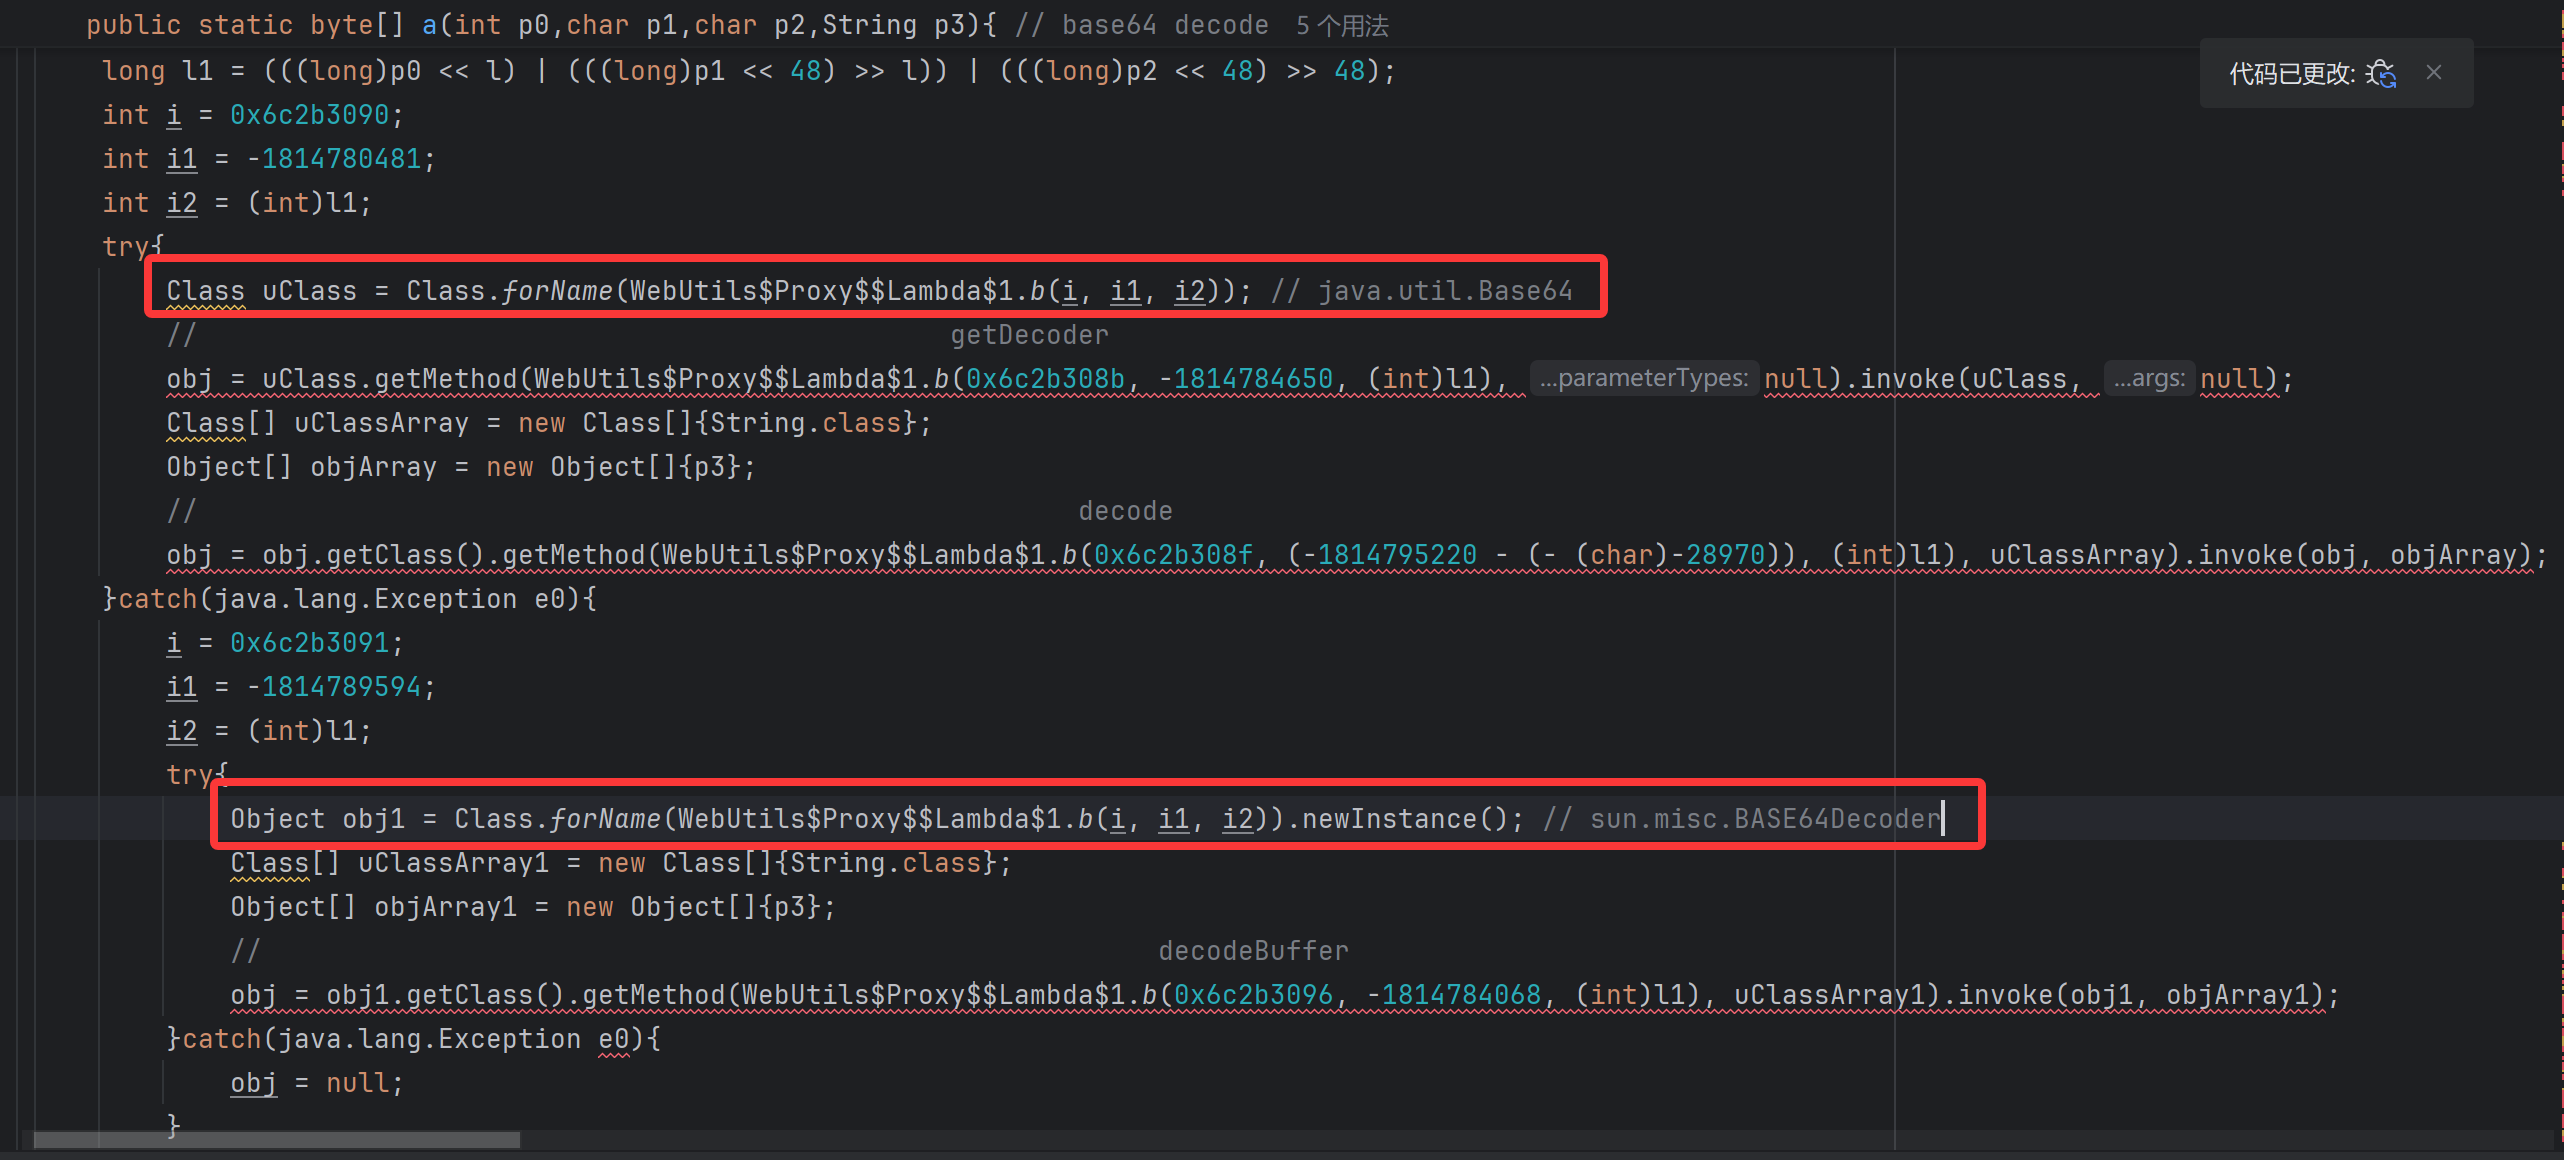 public static byte[] a(int p0,char p1,char p2,String p3){ // base64 decode 5 个用法
代码已更改:
long l1 = (((long)p0 << l) | (((long)p1 << 48) >> l)) | (((long)p2 << 48) >> 48);
int i = 0x6c2b3090;
int i1 = -1814780481;
int i2 = (int)l1;
try{
Class uClass = Class.forName(WebUtils$Proxy$$Lambda$1.b(i, i1, i2)); // java.util.Base64
// getDecoder
obj = uClass.getMethod(WebUtils$Proxy$$Lambda$1.b(0x6c2b308b, -1814784650, (int)l1), ...parameterTypes: null).invoke(uClass, ...args: null);
Class[] uClassArray = new Class[]{String.class};
Object[] objArray = new Object[]{p3};
// decode
obj = obj.getClass().getMethod(WebUtils$Proxy$$Lambda$1.b(0x6c2b308f, (-1814795220 - (- (char)-28970)), (int)l1), uClassArray).invoke(obj, objArray);
}catch(java.lang.Exception e0){
i = 0x6c2b3091;
i1 = -1814789594;
i2 = (int)l1;
try{
Object obj1 = Class.forName(WebUtils$Proxy$$Lambda$1.b(i, i1, i2)).newInstance(); // sun.misc.BASE64Decoder
Class[] uClassArray1 = new Class[]{String.class};
Object[] objArray1 = new Object[]{p3};
// decodeBuffer
obj = obj1.getClass().getMethod(WebUtils$Proxy$$Lambda$1.b(0x6c2b3096, -1814784068, (int)l1), uClassArray1).invoke(obj1, objArray1);
}catch(java.lang.Exception e0){
obj = null;
}